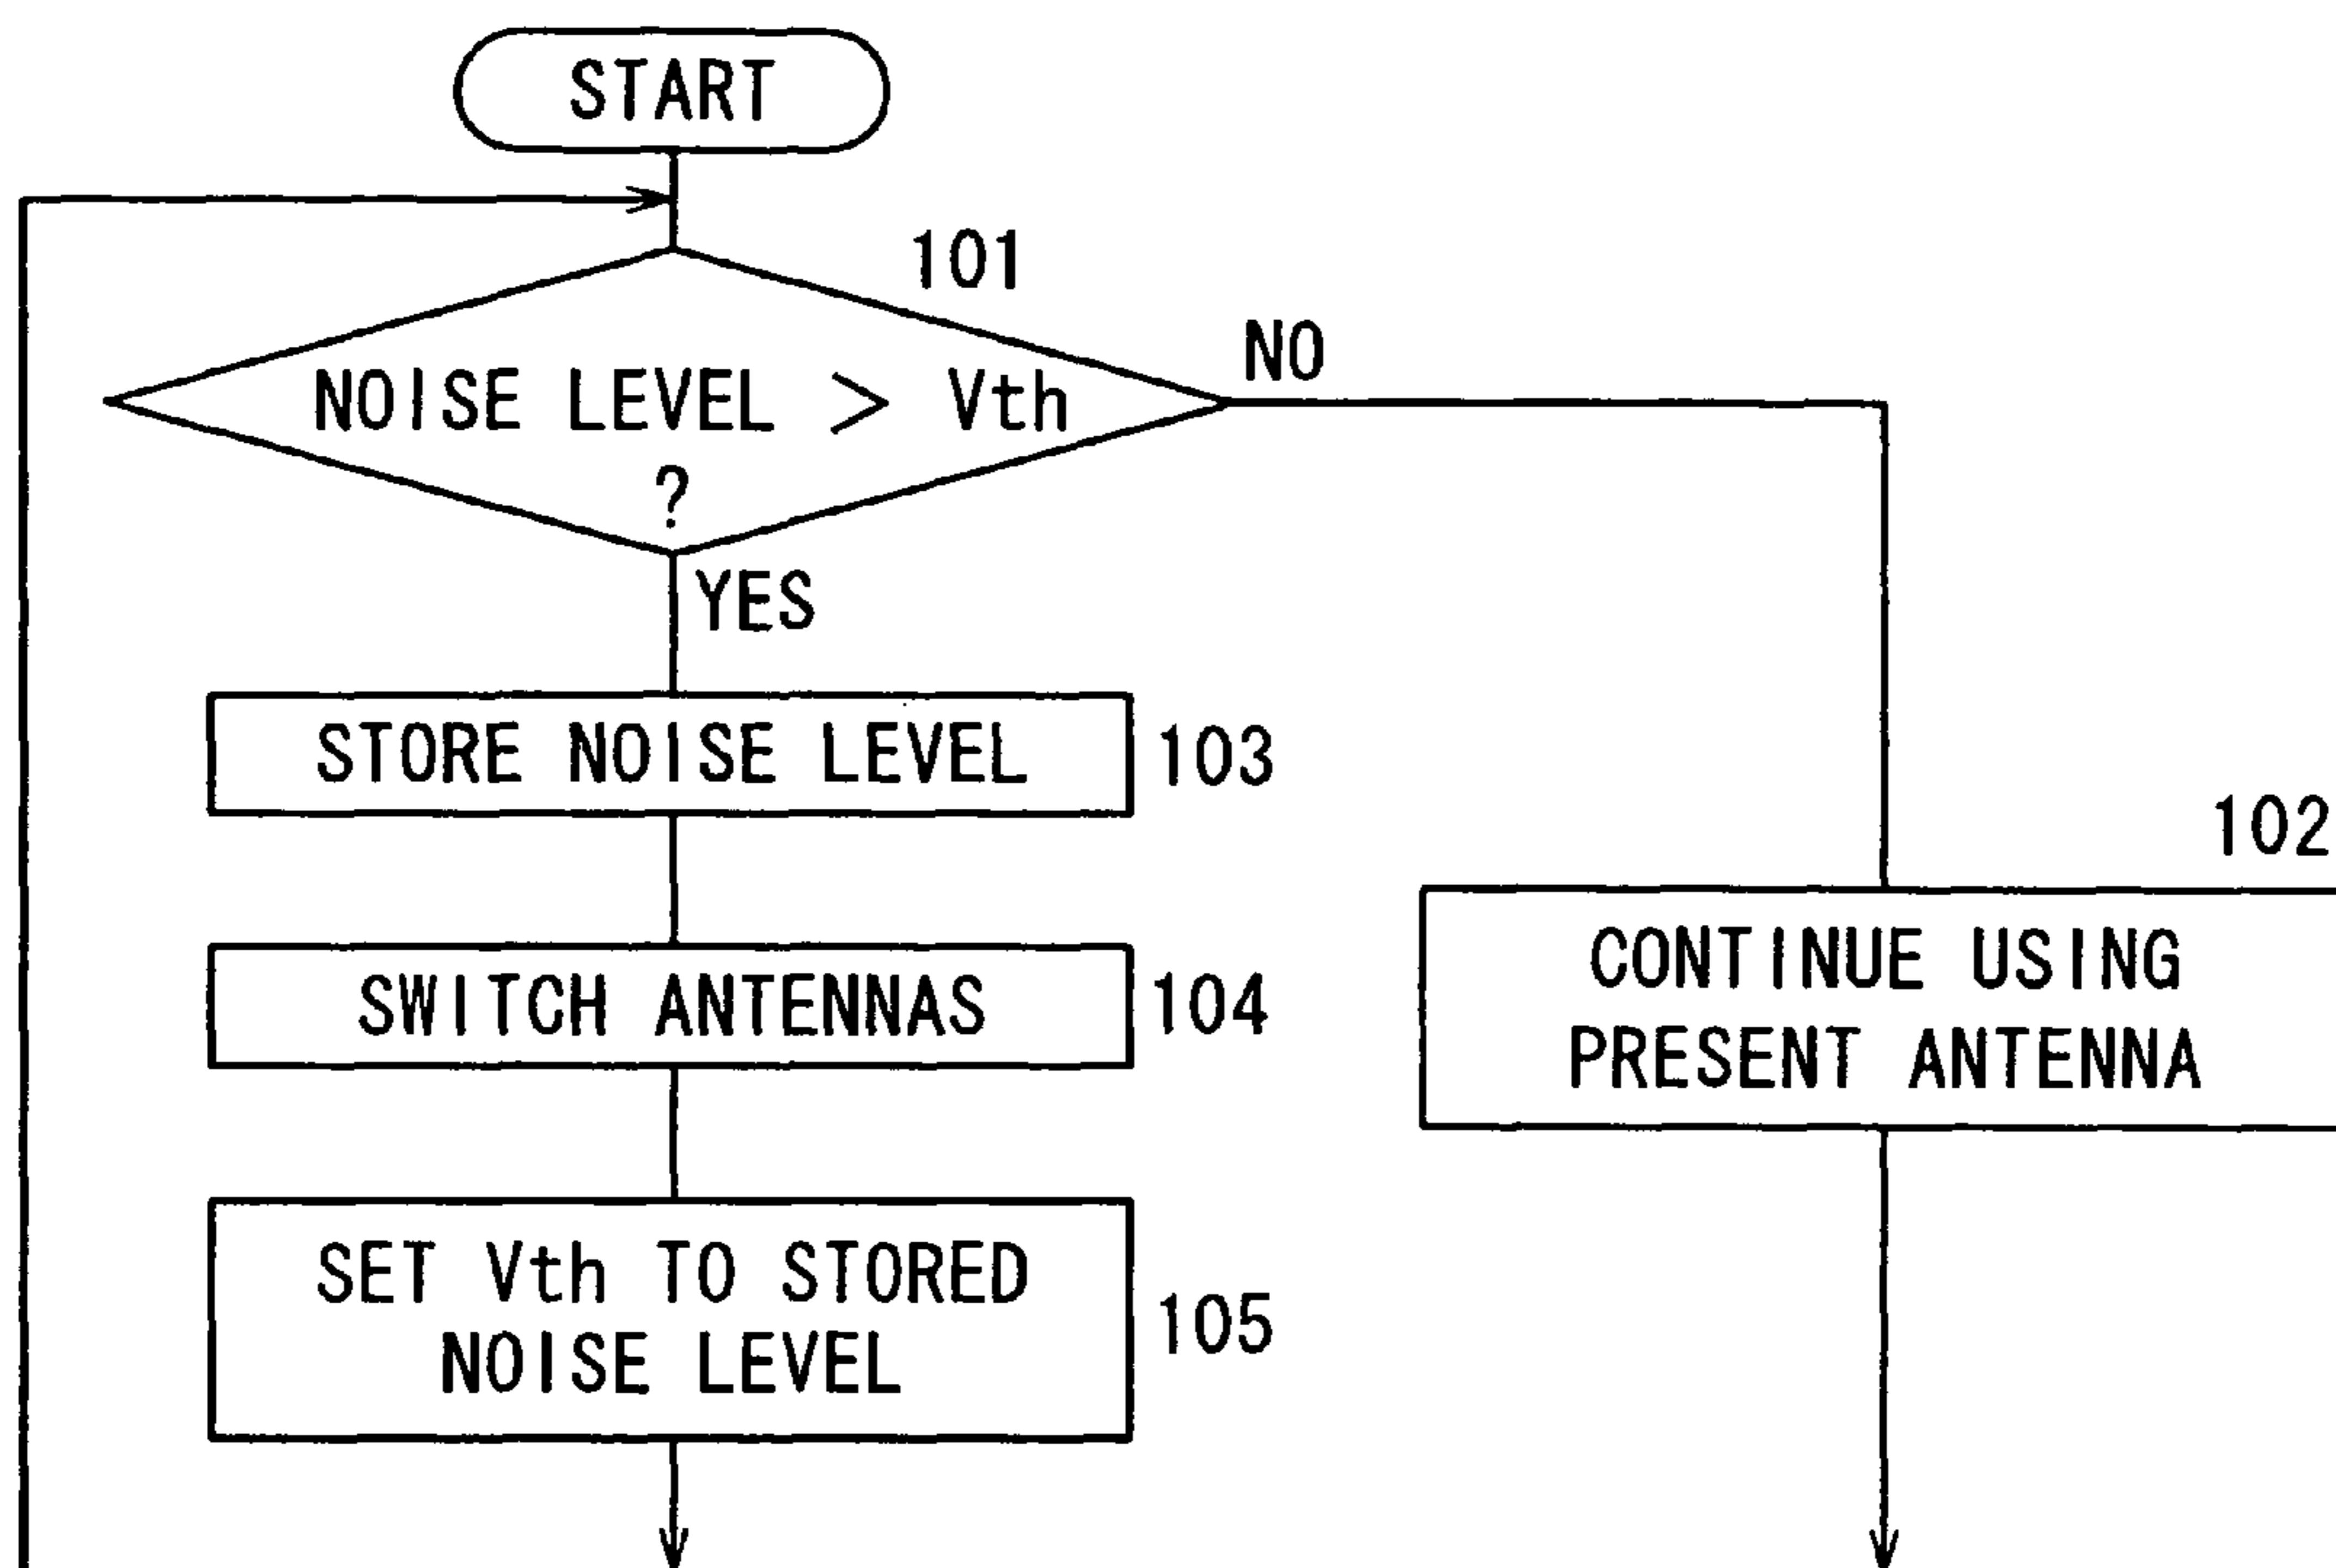 START
101
NOISE LEVEL > Vth
?
NO
YES
STORE NOISE LEVEL
103
102
SWITCH ANTENNAS
104
CONTINUE USING
PRESENT ANTENNA
SET Vth TO STORED
NOISE LEVEL
105